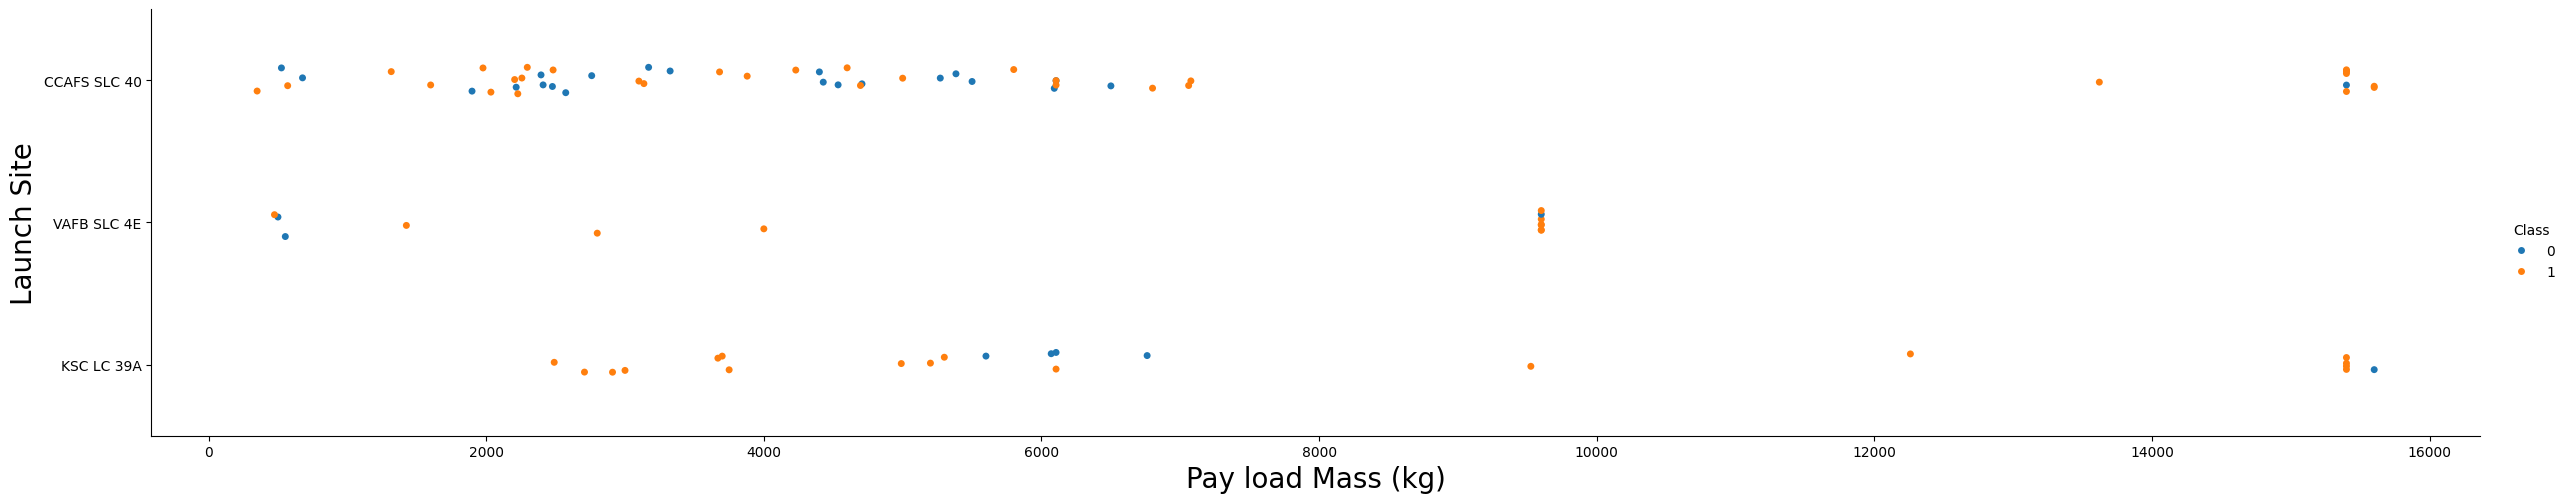 Launch Site
CCAFS SLC 40
VAFB SLC 4E
KSC LC 39A
0 2000 4000 6000 8000 10000 12000 14000 16000
Pay load Mass (kg)
Class
0
1